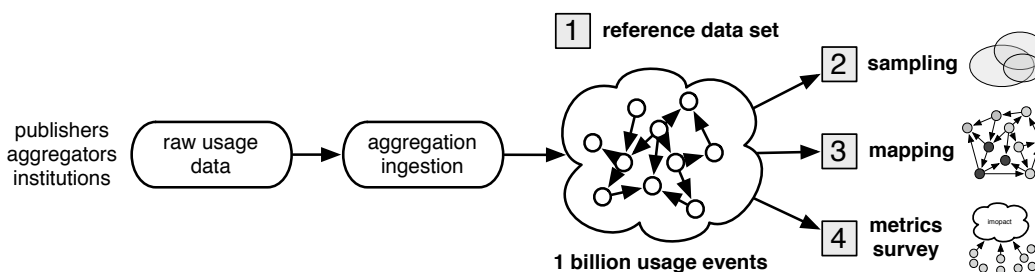 1 reference data set
2 sampling
publishers
aggregators
institutions
raw usage
data
aggregation
ingestion
3 mapping
4 metrics
survey
imopact
1 billion usage events